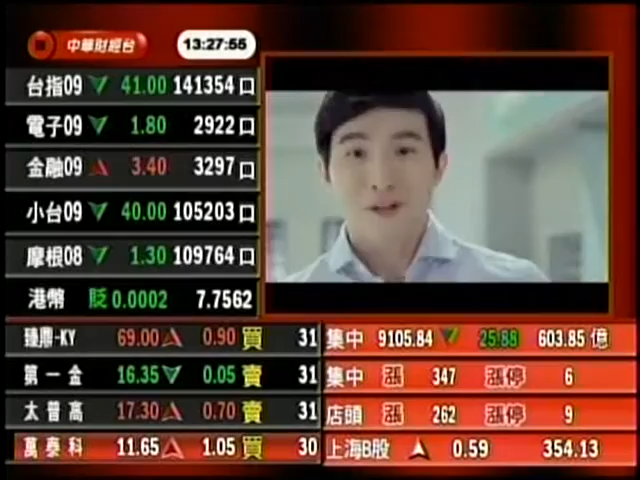 中華財經台 13:27:55
台指09 41.00 141354口
電子09 1.80 2922口
金融09 3.40 3297口
小台09 40.00 105203口
摩根08 1.30 109764口
港幣 貶 0.0002 7.7562
臻鼎-KY 69.00 0.90 買 31
第一金 16.35 0.05 賣 31
太普高 17.30 0.70 賣 31
萬泰科 11.65 1.05 買 30
集中 9105.84 25.88 603.85億
集中 漲 347 漲停 6
店頭 漲 262 漲停 9
上海B股 0.59 354.13